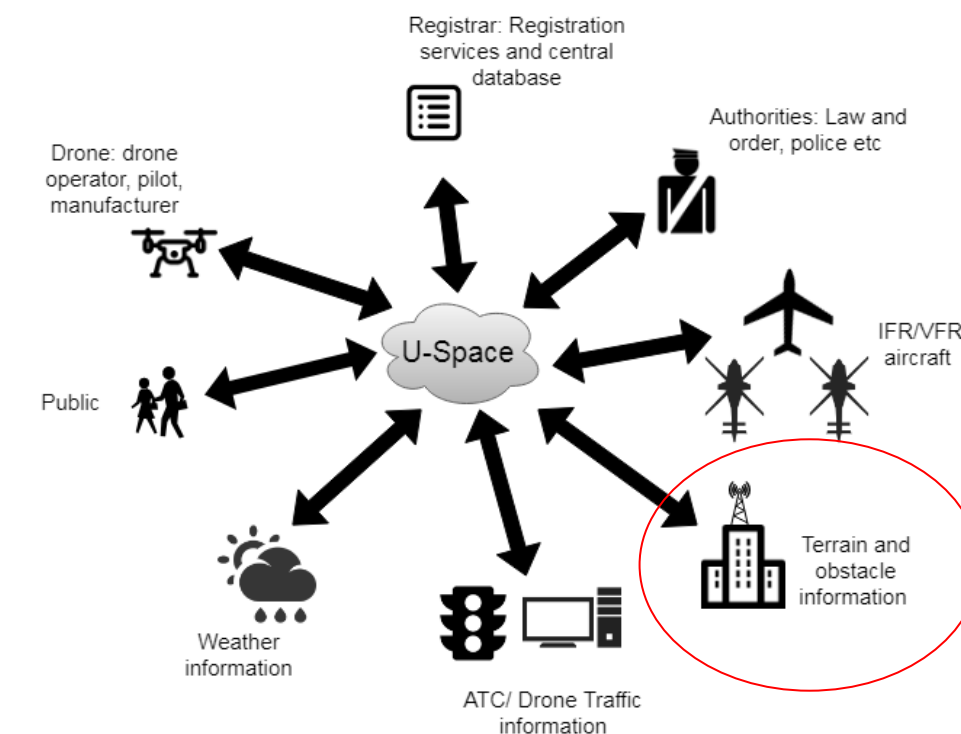 Registrar: Registration
services and central
database
Authorities: Law and
order, police etc
Drone: drone
operator, pilot,
manufacturer
IFR/VFR
aircraft
U-Space
Public
Terrain and
obstacle
information
Weather
information
ATC/ Drone Traffic
information